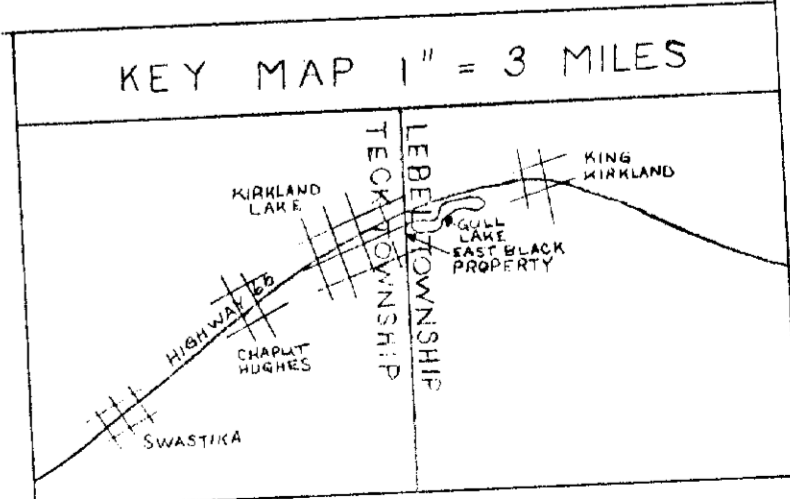 KEY MAP 1" = 3 MILES
TECK TOWNSHIP
LEBEL TOWNSHIP
KING
KIRKLAND
KIRKLAND
LAKE
GULL
LAKE
EAST BLACK
PROPERTY
HIGHWAY 66
CHAPUT
HUGHES
SWASTIKA